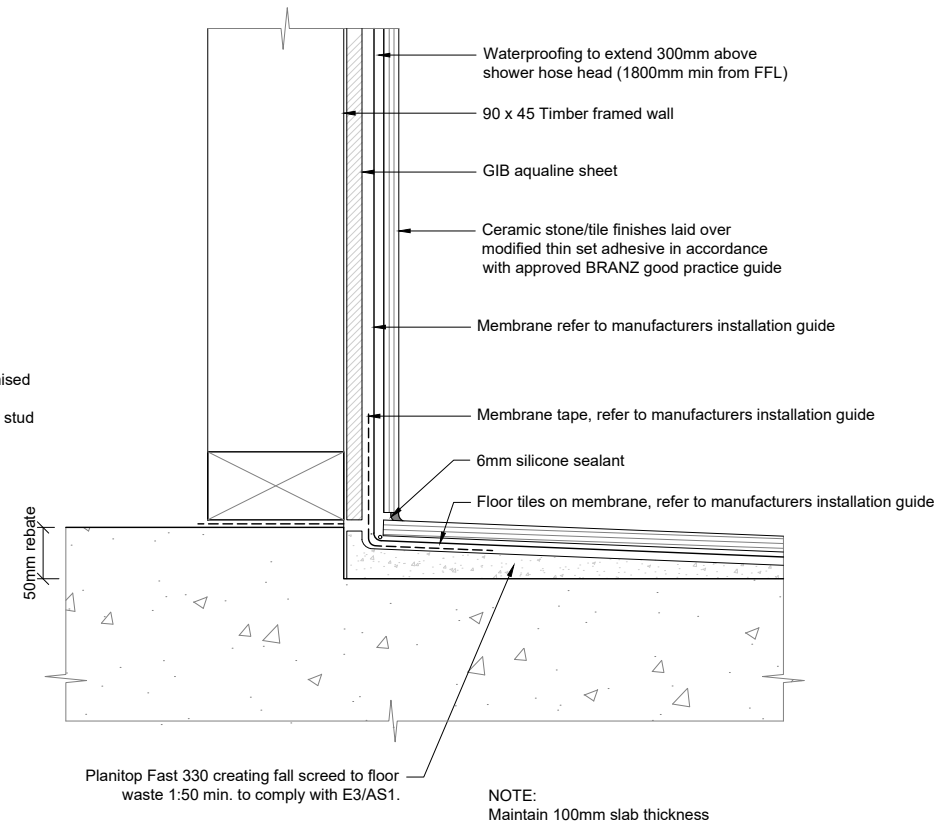 Waterproofing to extend 300mm above
shower hose head (1800mm min from FFL)
90 x 45 Timber framed wall
GIB aqualine sheet
Ceramic stone/tile finishes laid over
modified thin set adhesive in accordance
with approved BRANZ good practice guide
Membrane refer to manufacturers installation guide
stud
Membrane tape, refer to manufacturers installation guide
6mm silicone sealant
Floor tiles on membrane, refer to manufacturers installation guide
50mm rebate
Planitop Fast 330 creating fall screed to floor
waste 1:50 min. to comply with E3/AS1.
NOTE:
Maintain 100mm slab thickness